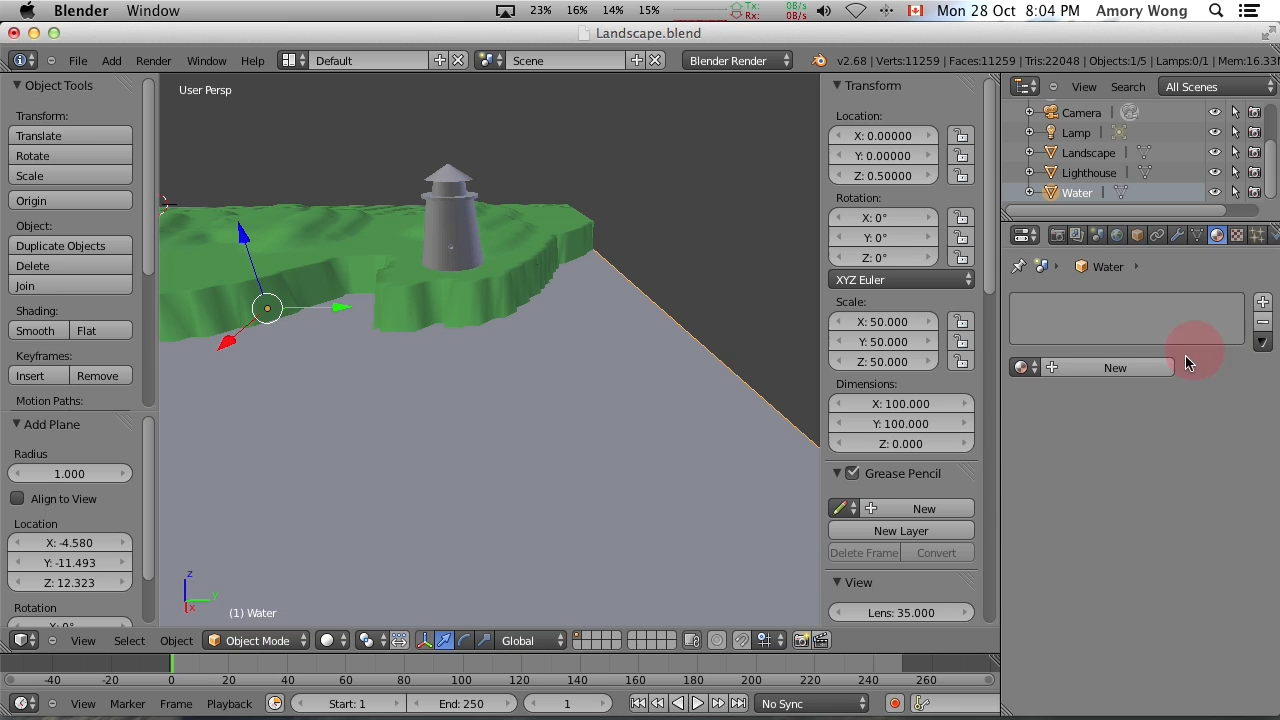 Blender Window 23% 16% 14% 15% Tx: 0B/s Rx: 0B/s Mon 28 Oct 8:04 PM Amory Wong
Landscape.blend
File Add Render Window Help Default Scene Blender Render v2.68 | Verts:11259 | Faces:11259 | Tris:22048 | Objects:1/5 | Lamps:0/1 | Mem:16.33
Object Tools
Transform:
Translate
Rotate
Scale
Origin
Object:
Duplicate Objects
Delete
Join
Shading:
Smooth Flat
Keyframes:
Insert Remove
Motion Paths:
Add Plane
Radius
1.000
Align to View
Location
X: -4.580
Y: -11.493
Z: 12.323
Rotation
X: 0°
User Persp
z
y
x
(1) Water
Transform
Location:
X: 0.00000
Y: 0.00000
Z: 0.50000
Rotation:
X: 0°
Y: 0°
Z: 0°
XYZ Euler
Scale:
X: 50.000
Y: 50.000
Z: 50.000
Dimensions:
X: 100.000
Y: 100.000
Z: 0.000
Grease Pencil
New
New Layer
Delete Frame Convert
View
Lens: 35.000
View Search All Scenes
Camera
Lamp
Landscape
Lighthouse
Water
Water
New
View Select Object Object Mode Global
-40 -20 0 20 40 60 80 100 120 140 160 180 200 220 240 260
View Marker Frame Playback Start: 1 End: 250 1 No Sync